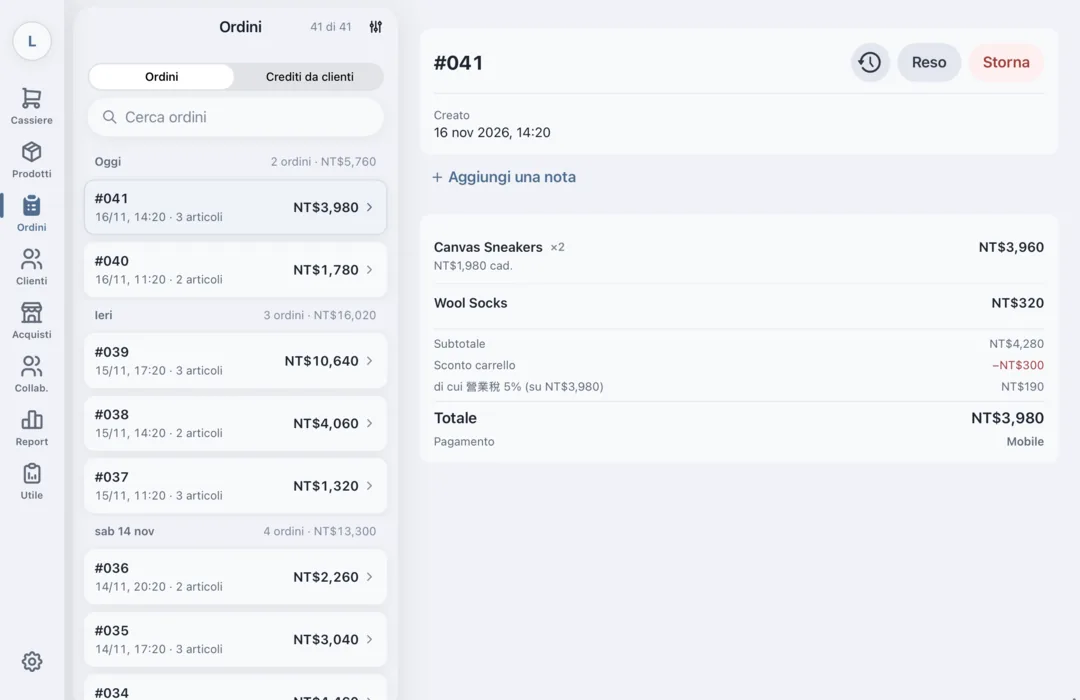 L
Cassiere
Prodotti
Ordini
Clienti
Acquisti
Collab.
Report
Utile
Ordini
41 di 41
Ordini
Crediti da clienti
Cerca ordini
Oggi
2 ordini · NT$5,760
#041
16/11, 14:20 · 3 articoli
NT$3,980
#040
16/11, 11:20 · 2 articoli
NT$1,780
Ieri
3 ordini · NT$16,020
#039
15/11, 17:20 · 3 articoli
NT$10,640
#038
15/11, 14:20 · 2 articoli
NT$4,060
#037
15/11, 11:20 · 3 articoli
NT$1,320
sab 14 nov
4 ordini · NT$13,300
#036
14/11, 20:20 · 2 articoli
NT$2,260
#035
14/11, 17:20 · 3 articoli
NT$3,040
#034
#041
Reso
Storna
Creato
16 nov 2026, 14:20
+ Aggiungi una nota
Canvas Sneakers ×2
NT$3,960
NT$1,980 cad.
Wool Socks
NT$320
Subtotale
NT$4,280
Sconto carrello
−NT$300
di cui 營業稅 5% (su NT$3,980)
NT$190
Totale
NT$3,980
Pagamento
Mobile